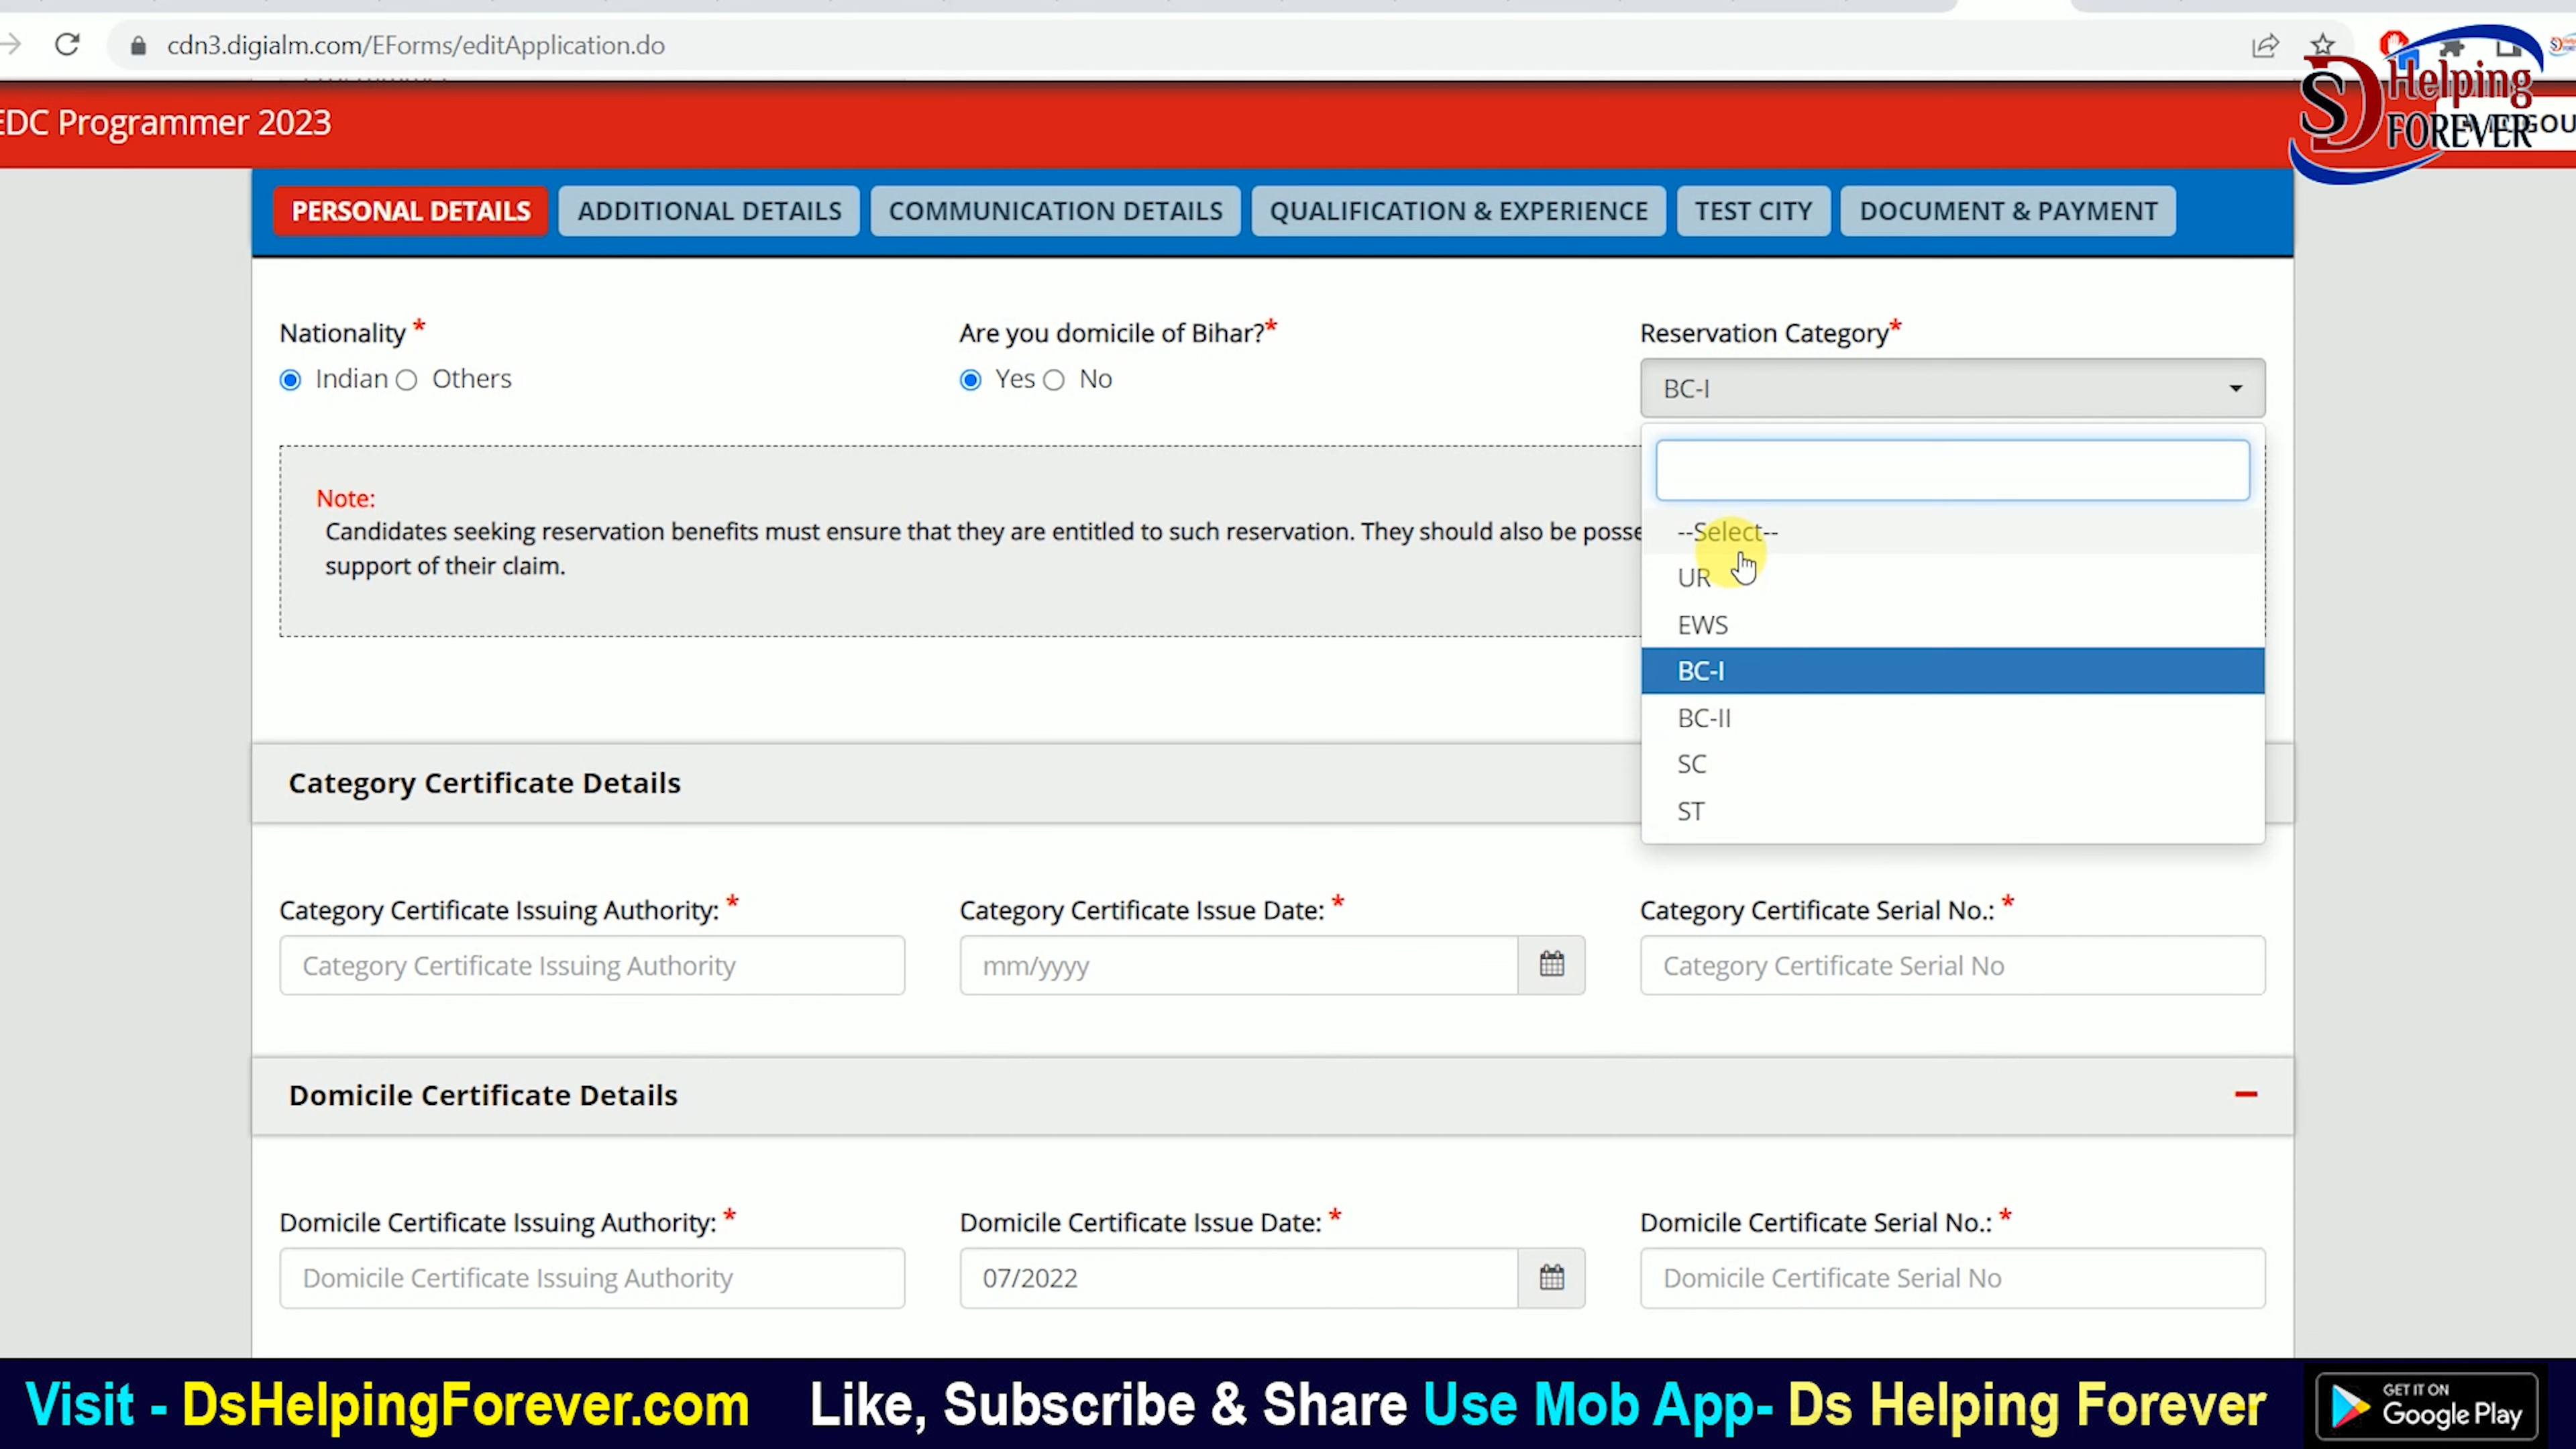 cdn3.digialm.com/EForms/editApplication.do
SD Helping FOREVER
EDC Programmer 2023
PERSONAL DETAILS
ADDITIONAL DETAILS
COMMUNICATION DETAILS
QUALIFICATION & EXPERIENCE
TEST CITY
DOCUMENT & PAYMENT
Nationality *
Are you domicile of Bihar?*
Reservation Category*
Indian Others
Yes No
BC-I
Note:
Candidates seeking reservation benefits must ensure that they are entitled to such reservation. They should also be
support of their claim.
--Select--
UR
EWS
BC-I
BC-II
SC
ST
Category Certificate Details
Category Certificate Issuing Authority: *
Category Certificate Issue Date: *
Category Certificate Serial No.: *
Category Certificate Issuing Authority
mm/yyyy
Category Certificate Serial No
Domicile Certificate Details
Domicile Certificate Issuing Authority: *
Domicile Certificate Issue Date: *
Domicile Certificate Serial No.: *
Domicile Certificate Issuing Authority
07/2022
Domicile Certificate Serial No
Visit - DsHelpingForever.com Like, Subscribe & Share Use Mob App- Ds Helping Forever
GET IT ON
Google Play